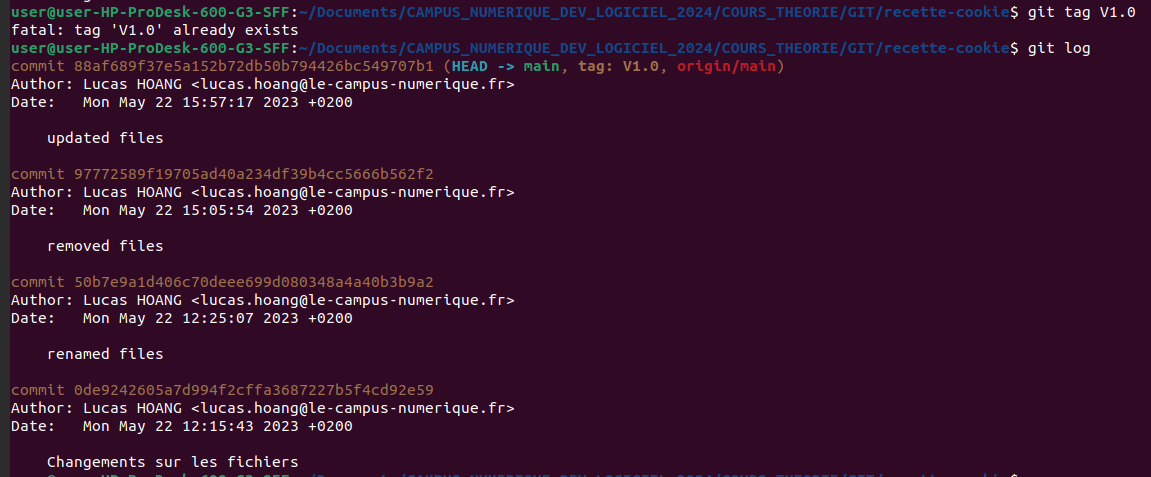 user@user-HP-ProDesk-600-G3-SFF:~/Documents/CAMPUS_NUMERIQUE_DEV_LOGICIEL_2024/COURS_THEORIE/GIT/recette-cookie$ git tag V1.0
fatal: tag 'V1.0' already exists
user@user-HP-ProDesk-600-G3-SFF:~/Documents/CAMPUS_NUMERIQUE_DEV_LOGICIEL_2024/COURS_THEORIE/GIT/recette-cookie$ git log
commit 88af689f37e5a152b72db50b794426bc549707b1 (HEAD -> main, tag: V1.0, origin/main)
Author: Lucas HOANG <lucas.hoang@le-campus-numerique.fr>
Date:   Mon May 22 15:57:17 2023 +0200
updated files
commit 97772589f19705ad40a234df39b4cc5666b562f2
Author: Lucas HOANG <lucas.hoang@le-campus-numerique.fr>
Date:   Mon May 22 15:05:54 2023 +0200
removed files
commit 50b7e9a1d406c70deee699d080348a4a40b3b9a2
Author: Lucas HOANG <lucas.hoang@le-campus-numerique.fr>
Date:   Mon May 22 12:25:07 2023 +0200
renamed files
commit 0de9242605a7d994f2cffa3687227b5f4cd92e59
Author: Lucas HOANG <lucas.hoang@le-campus-numerique.fr>
Date:   Mon May 22 12:15:43 2023 +0200
Changements sur les fichiers